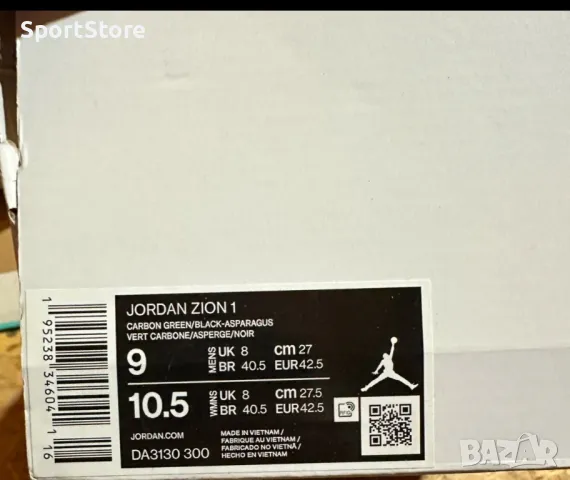 SportStore
JORDAN ZION 1
CARBON GREEN/BLACK-ASPARAGUS
VERT CARBONE/ASPERGE/NOIR
9 MENS UK 8 cm 27
BR 40.5 EUR 42.5
10.5 WMNS UK 8 cm 27.5
BR 40.5 EUR 42.5
JORDAN.COM
DA3130 300
MADE IN VIETNAM /
FABRIQUE AU VIETNAM /
FABRICADO NO VIETNÃ /
HECHO EN VIETNAM
1 95238 34604 1 16
BAZAR